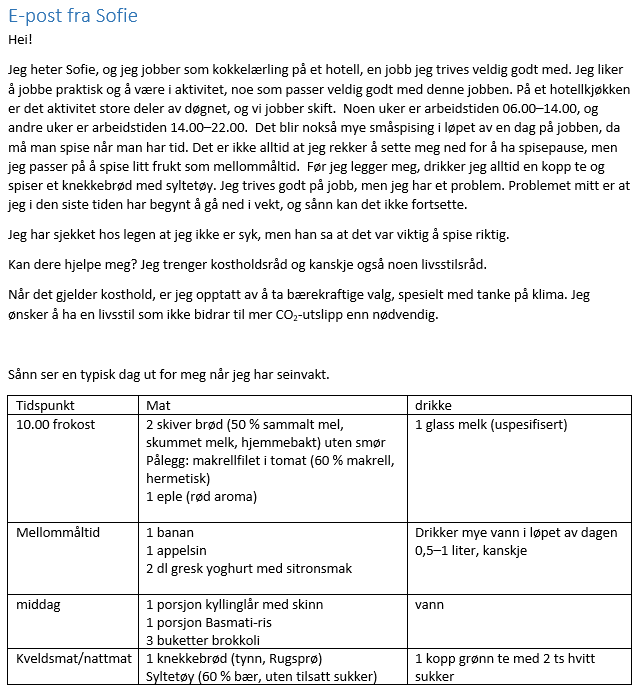 E-post fra Sofie
Hei!
Jeg heter Sofie, og jeg jobber som kokkelærling på et hotell, en jobb jeg trives veldig godt med. Jeg liker
å jobbe praktisk og å være i aktivitet, noe som passer veldig godt med denne jobben. På et hotellkjøkken
er det aktivitet store deler av døgnet, og vi jobber skift.  Noen uker er arbeidstiden 06.00–14.00, og
andre uker er arbeidstiden 14.00–22.00.  Det blir nokså mye småspising i løpet av en dag på jobben, da
må man spise når man har tid. Det er ikke alltid at jeg rekker å sette meg ned for å ha spisepause, men
jeg passer på å spise litt frukt som mellommåltid.  Før jeg legger meg, drikker jeg alltid en kopp te og
spiser et knekkebrød med syltetøy. Jeg trives godt på jobb, men jeg har et problem. Problemet mitt er at
jeg i den siste tiden har begynt å gå ned i vekt, og sånn kan det ikke fortsette.
Jeg har sjekket hos legen at jeg ikke er syk, men han sa at det var viktig å spise riktig.
Kan dere hjelpe meg? Jeg trenger kostholdsråd og kanskje også noen livsstilsråd.
Når det gjelder kosthold, er jeg opptatt av å ta bærekraftige valg, spesielt med tanke på klima. Jeg
ønsker å ha en livsstil som ikke bidrar til mer CO₂-utslipp enn nødvendig.
Sånn ser en typisk dag ut for meg når jeg har seinvakt.
Tidspunkt Mat drikke
10.00 frokost 2 skiver brød (50 % sammalt mel, 1 glass melk (uspesifisert)
skummet melk, hjemmebakt) uten smør
Pålegg: makrellfilet i tomat (60 % makrell,
hermetisk)
1 eple (rød aroma)
Mellommåltid 1 banan Drikker mye vann i løpet av dagen
1 appelsin 0,5–1 liter, kanskje
2 dl gresk yoghurt med sitronsmak
middag 1 porsjon kyllinglår med skinn vann
1 porsjon Basmati-ris
3 buketter brokkoli
Kveldsmat/nattmat 1 knekkebrød (tynn, Rugsprø) 1 kopp grønn te med 2 ts hvitt
Syltetøy (60 % bær, uten tilsatt sukker) sukker